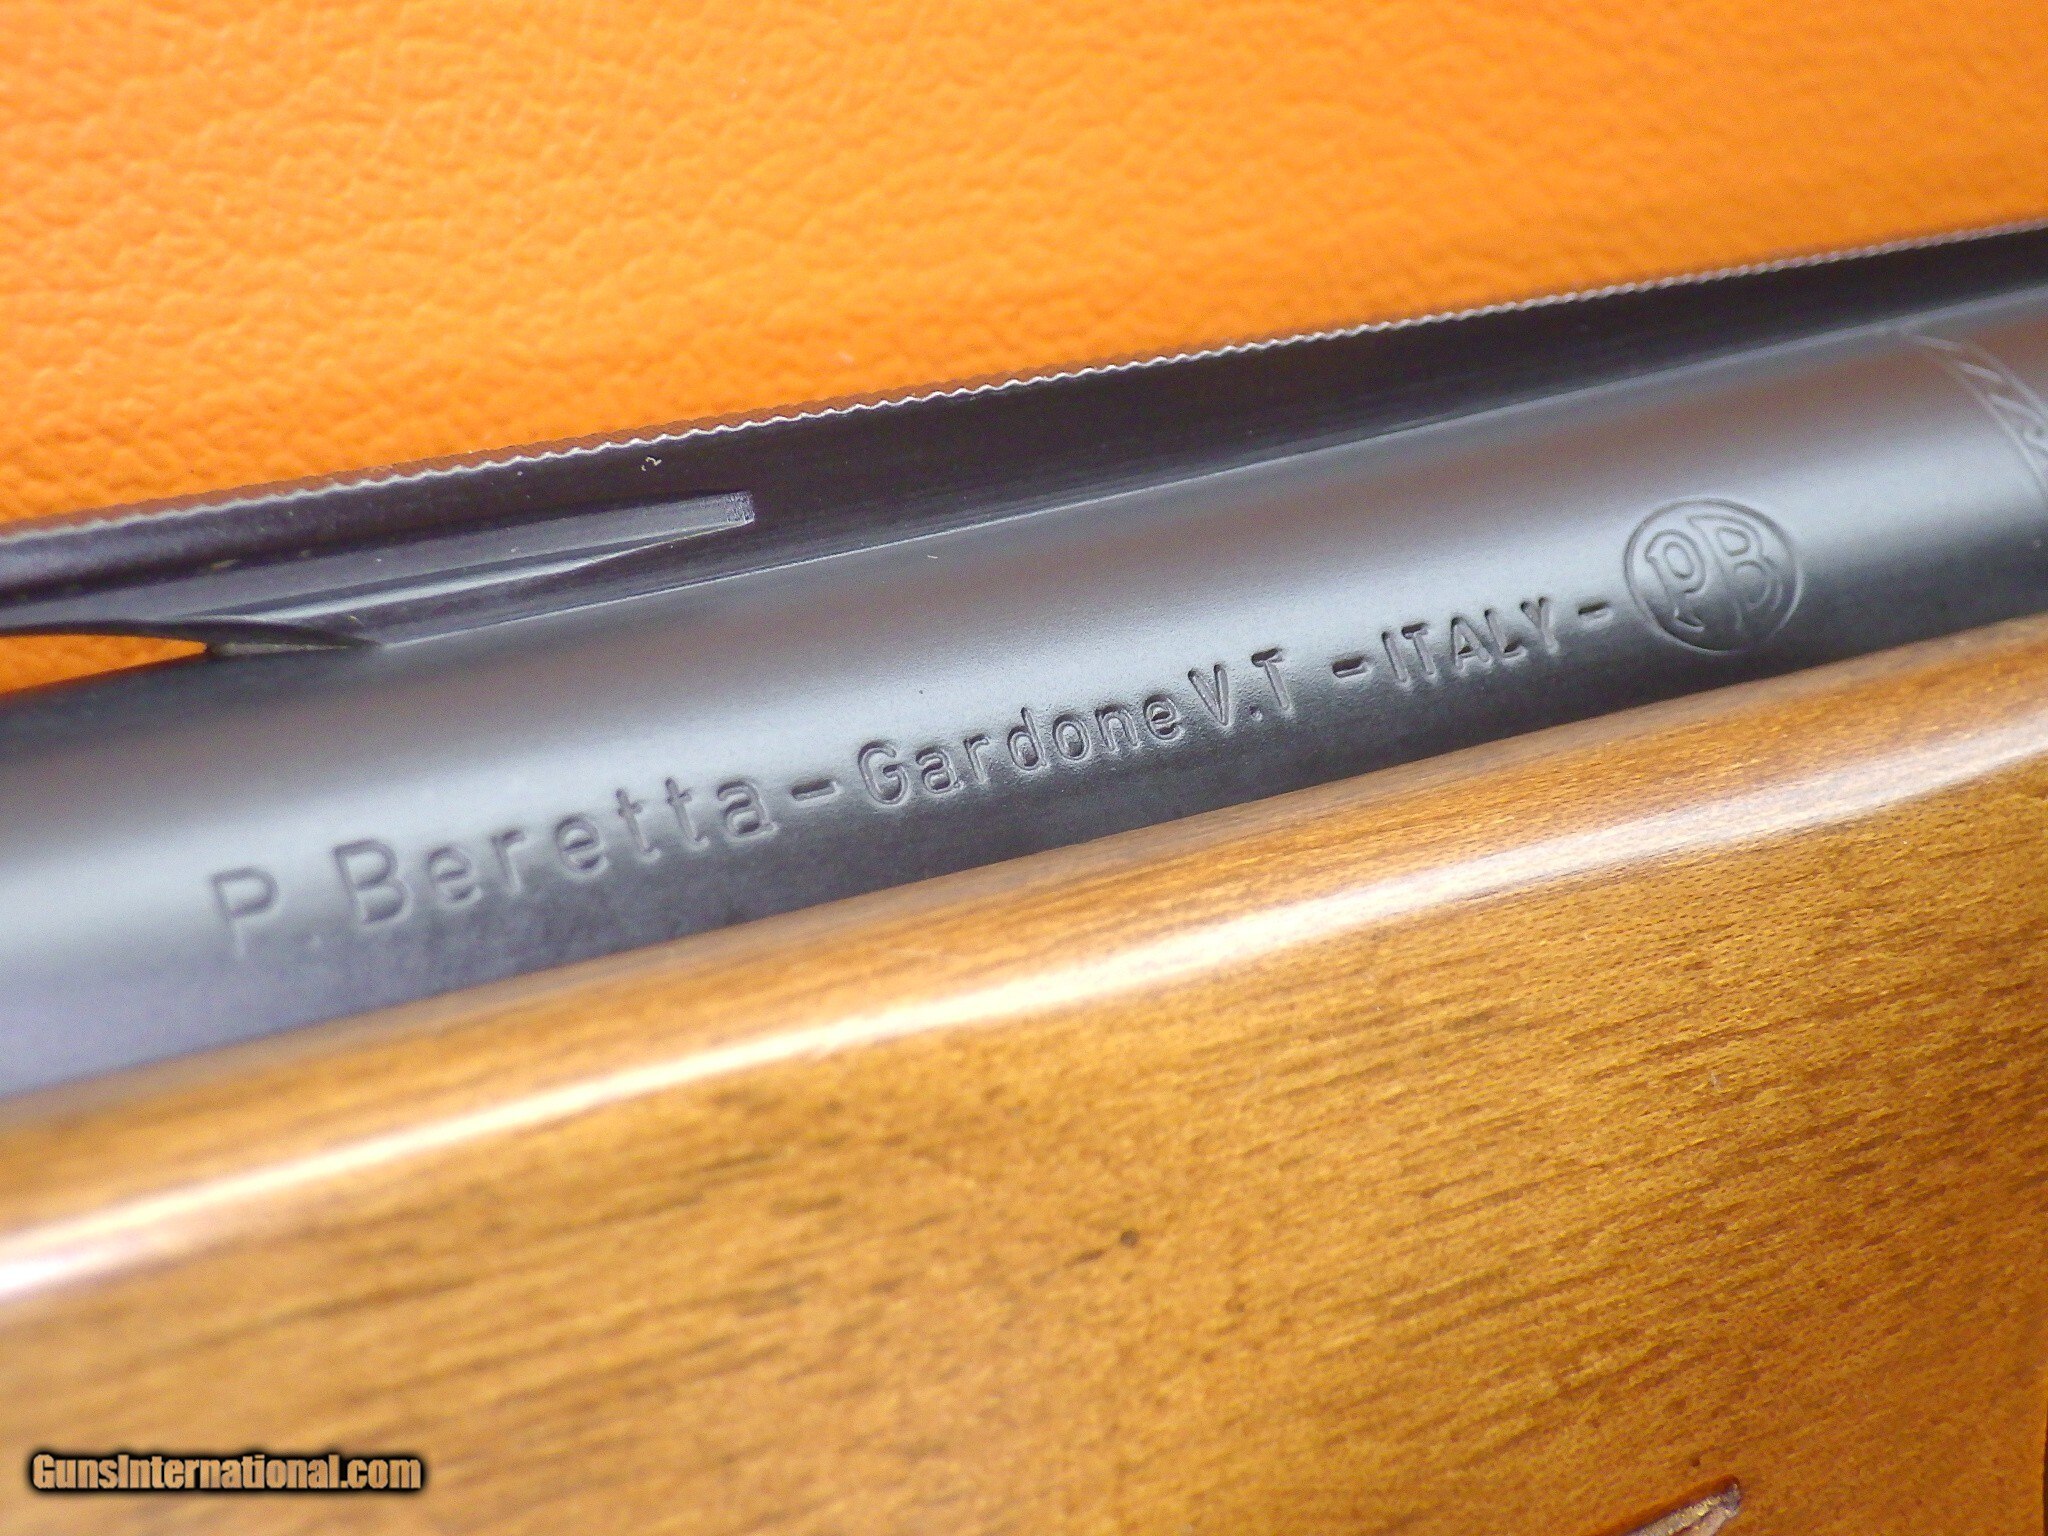 P. Beretta - Gardone V.T - ITALY - PB
GunsInternational.com